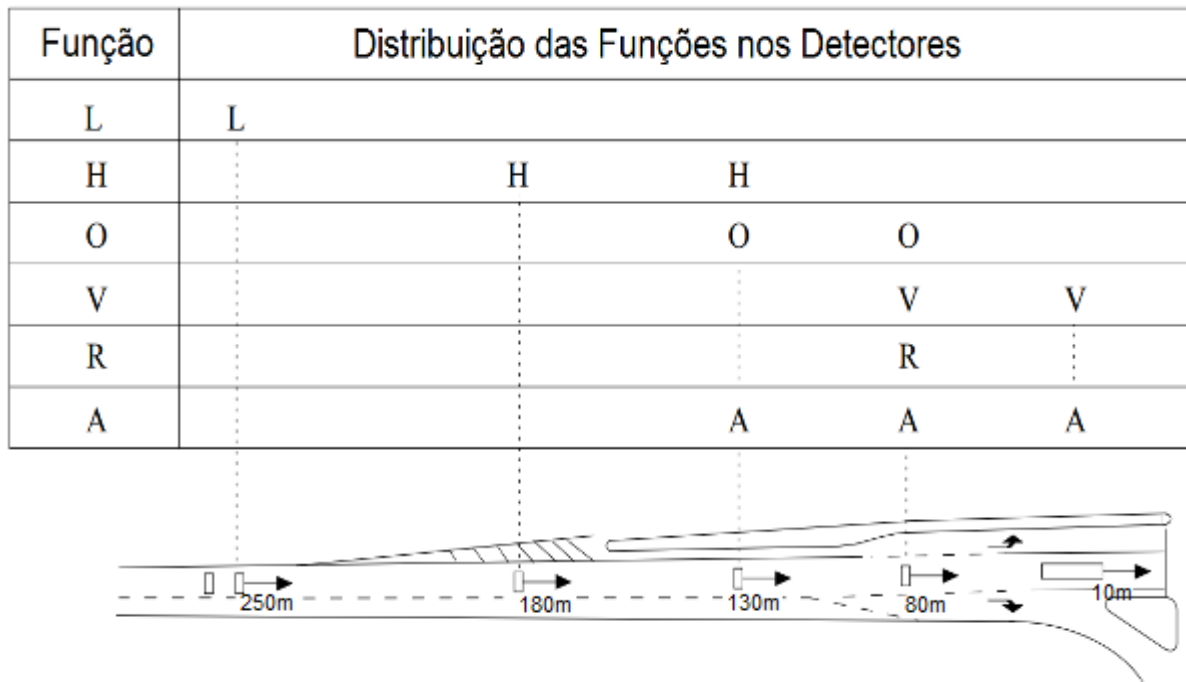 Função Distribuição das Funções nos Detectores
L L
H H H
O O O
V V V
R R
A A A A
250m 180m 130m 80m 10m